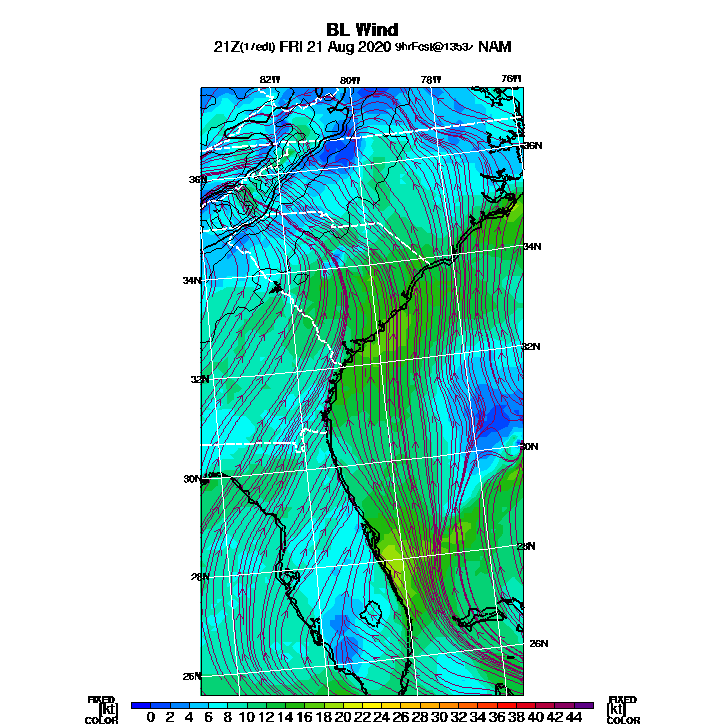 BL Wind
21Z(17edt) FRI 21 Aug 2020 9hrFcst@1353z NAM
82W 80W 78W 76W
36N
36N
34N
34N
32N
32N
30N
30N
28N
28N
26N
26N
FIXED FIXED
[kt] 0 2 4 6 8 10 12 14 16 18 20 22 24 26 28 30 32 34 36 38 40 42 44 [kt]
COLOR COLOR